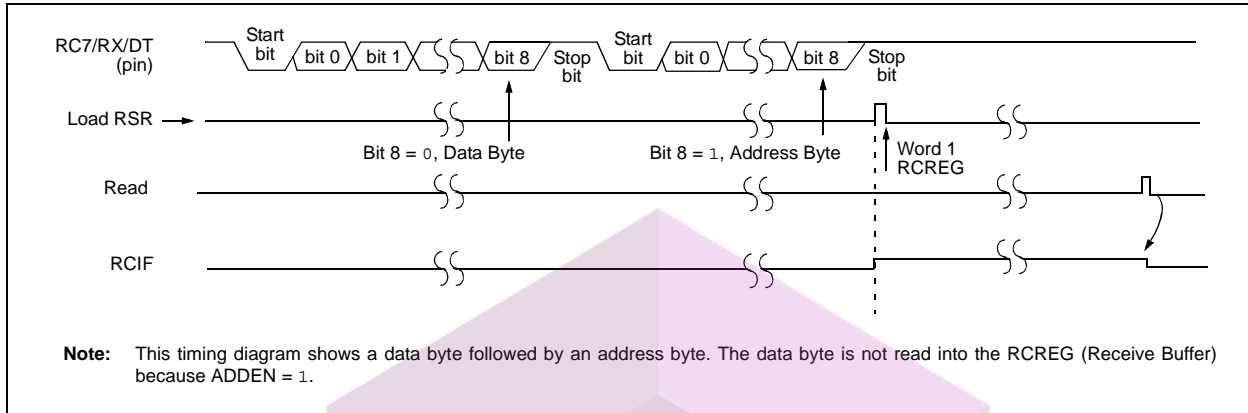 RC7/RX/DT
(pin)
Start
bit
bit 0
bit 1
bit 8
Stop
bit
Start
bit
bit 0
bit 8
Stop
bit
Load RSR
Bit 8 = 0, Data Byte
Bit 8 = 1, Address Byte
Word 1
RCREG
Read
RCIF
Note: This timing diagram shows a data byte followed by an address byte. The data byte is not read into the RCREG (Receive Buffer)
because ADDEN = 1.